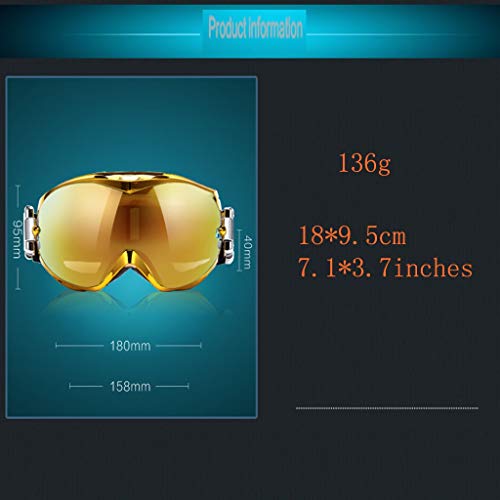 Product Information
136g
18*9.5cm
7.1*3.7inches
95mm
40mm
180mm
158mm